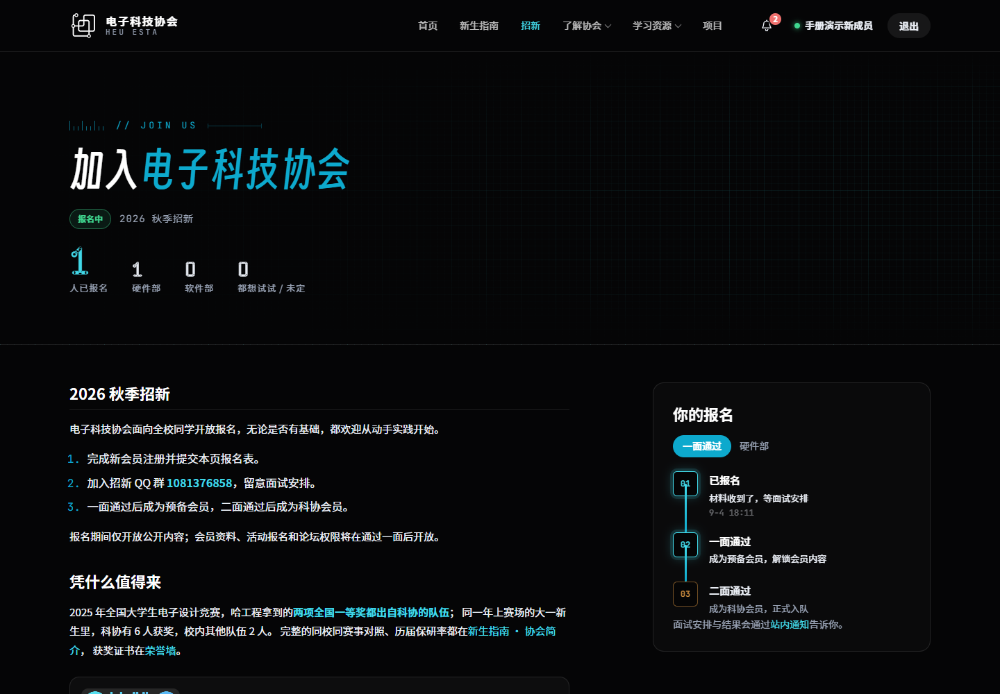 电子科技协会
HEU ESTA
首页 新生指南 招新 了解协会 学习资源 项目 2 手册演示新成员 退出
// JOIN US
加入电子科技协会
报名中 2026 秋季招新
1 1 0 0
人已报名 硬件部 软件部 都想试试 / 未定
2026 秋季招新
电子科技协会面向全校同学开放报名，无论是否有基础，都欢迎从动手实践开始。
1. 完成新会员注册并提交本页报名表。
2. 加入招新 QQ 群 1081376858，留意面试安排。
3. 一面通过后成为预备会员，二面通过后成为科协会员。
报名期间仅开放公开内容；会员资料、活动报名和论坛权限将在通过一面后开放。
凭什么值得来
2025 年全国大学生电子设计竞赛，哈工程拿到的两项全国一等奖都出自科协的队伍； 同一年上赛场的大一新
生里，科协有 6 人获奖，校内其他队伍 2 人。 完整的同校同赛事对照、历届保研率都在新生指南 · 协会简
介， 获奖证书在荣誉墙。
你的报名
一面通过 硬件部
01 已报名
材料收到了，等面试安排
9-4 18:11
02 一面通过
成为预备会员，解锁会员内容
03 二面通过
成为科协会员，正式入队
面试安排与结果会通过站内通知告诉你。